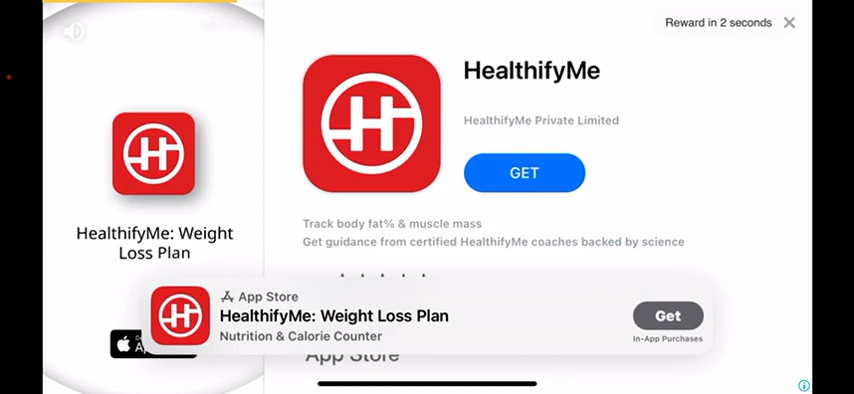 Reward in 2 seconds
HealthifyMe
HealthifyMe Private Limited
GET
Track body fat% & muscle mass
Get guidance from certified HealthifyMe coaches backed by science
HealthifyMe: Weight
Loss Plan
App Store
HealthifyMe: Weight Loss Plan
Nutrition & Calorie Counter
Get
In-App Purchases
App Store